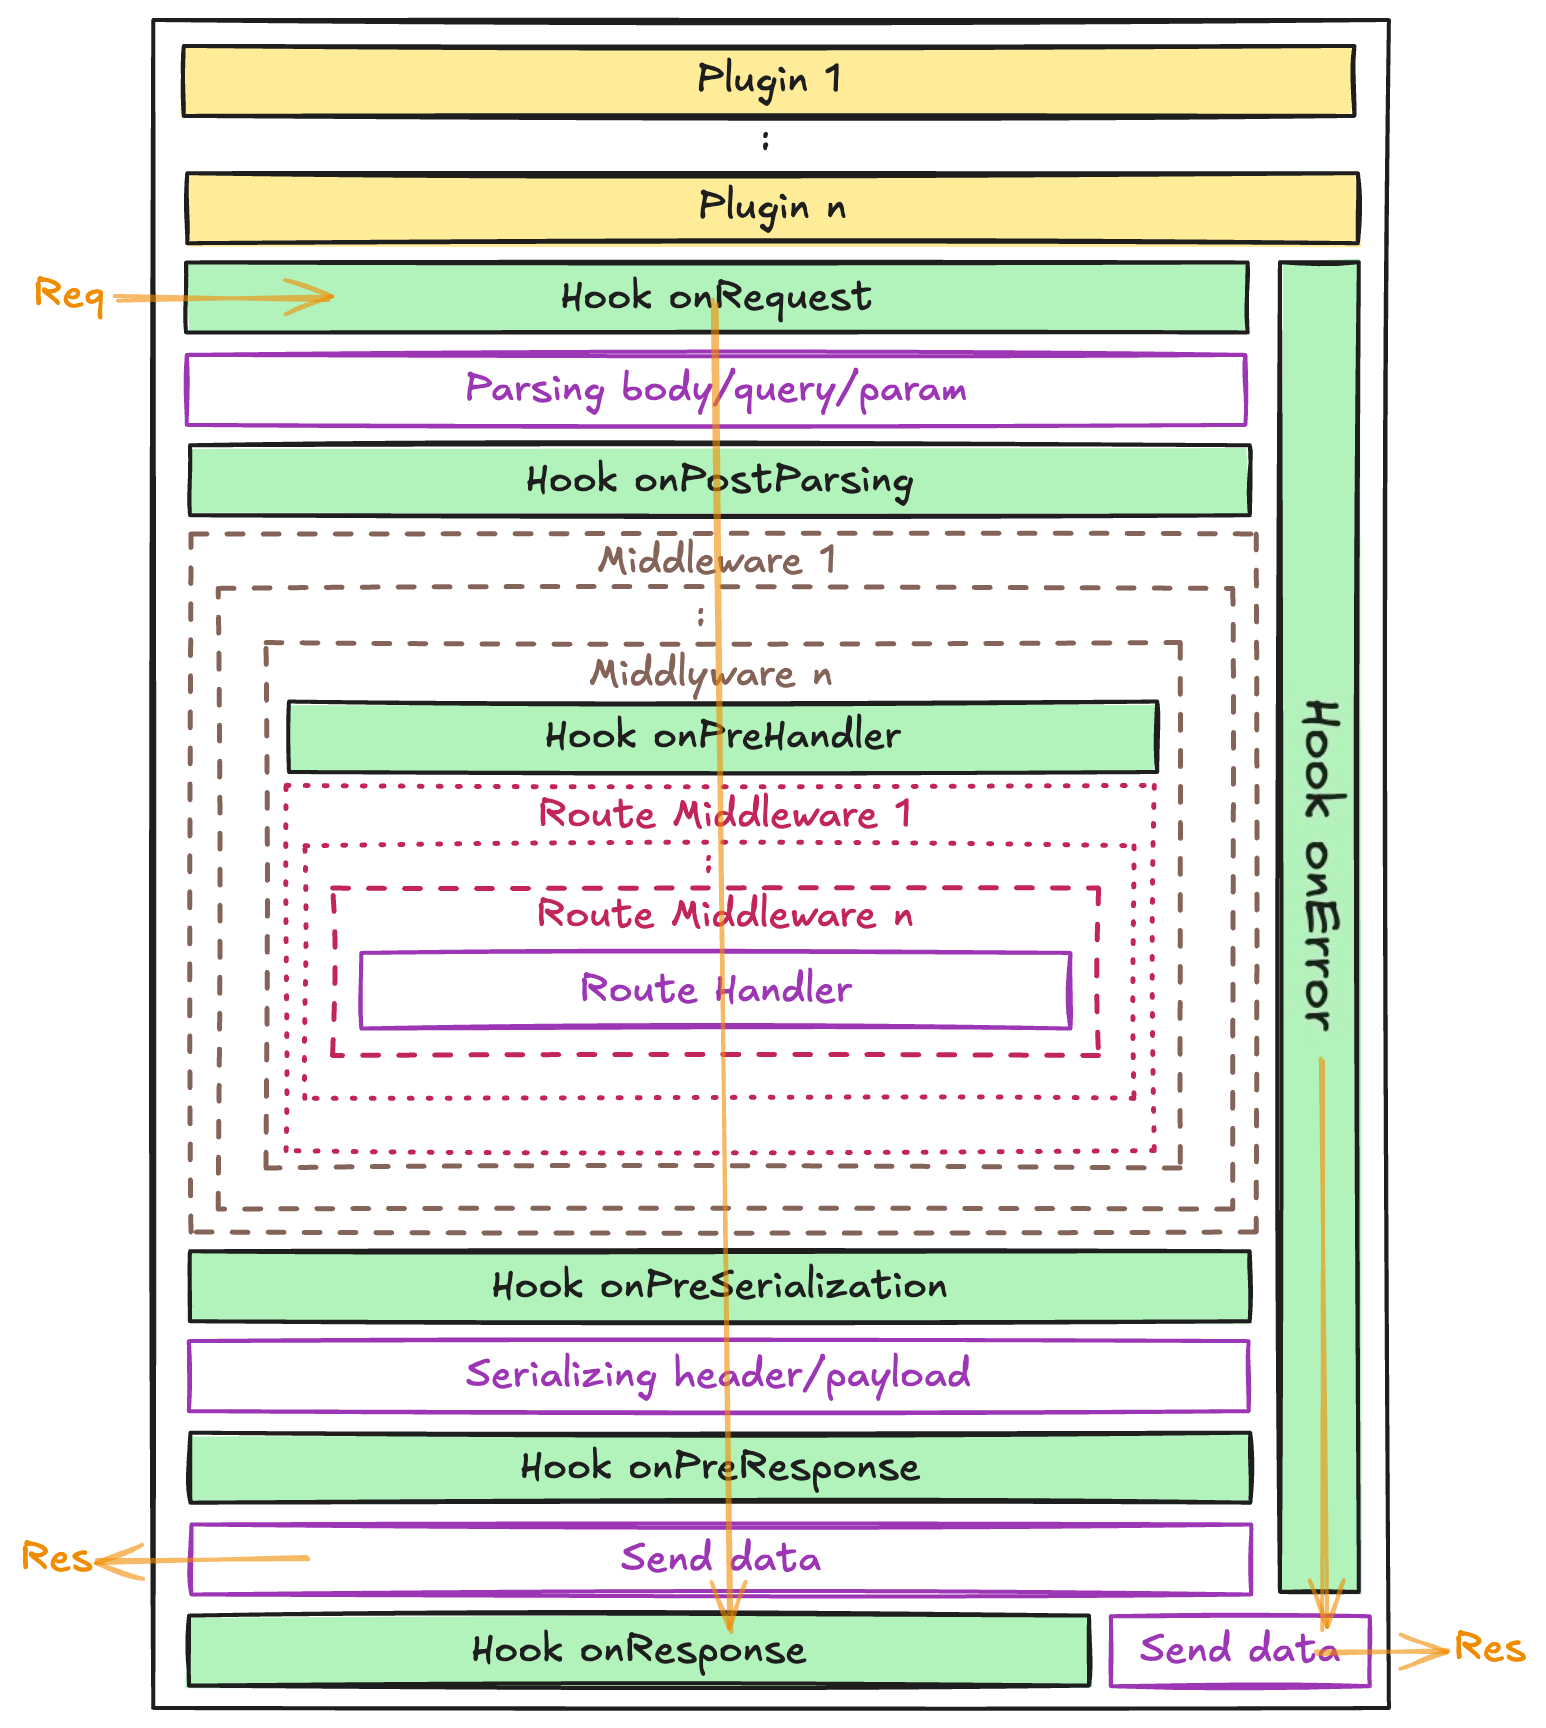 Plugin 1
:
Plugin n
Req
Hook onRequest
Parsing body/query/param
Hook onPostParsing
Middleware 1
:
Middlyware n
Hook onPreHandler
Route Middleware 1
:
Route Middleware n
Route Handler
Hook onError
Hook onPreSerialization
Serializing header/payload
Hook onPreResponse
Res
Send data
Hook onResponse
Send data
Res